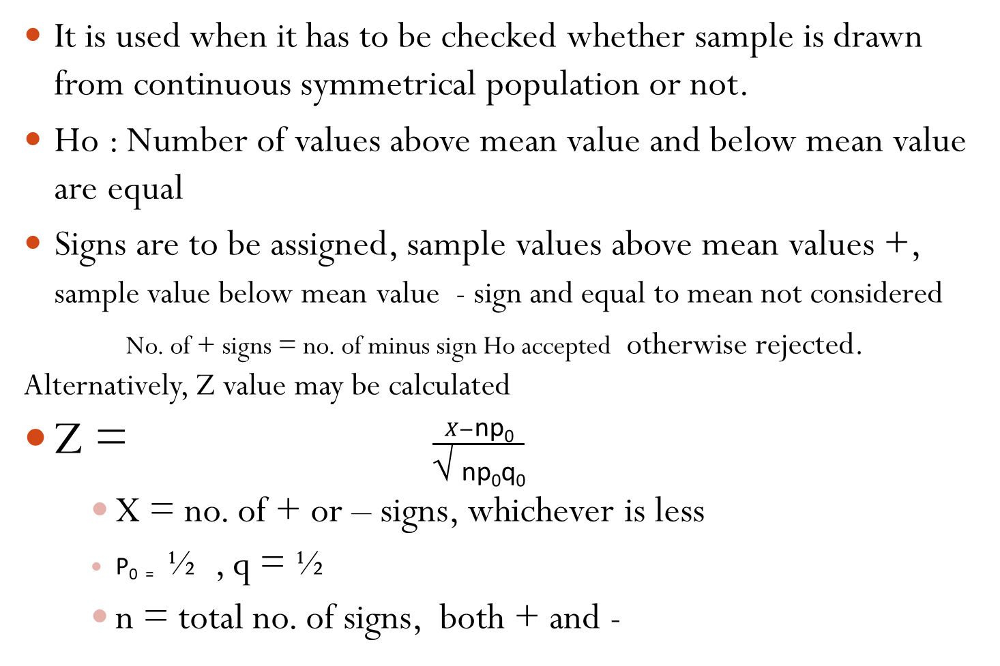 • It is used when it has to be checked whether sample is drawn
from continuous symmetrical population or not.
• Ho : Number of values above mean value and below mean value
are equal
• Signs are to be assigned, sample values above mean values +,
sample value below mean value - sign and equal to mean not considered
No. of + signs = no. of minus sign Ho accepted otherwise rejected.
Alternatively, Z value may be calculated
• Z = x−np₀ / √ np₀q₀
• X = no. of + or – signs, whichever is less
• P₀ = ½ , q = ½
• n = total no. of signs, both + and -